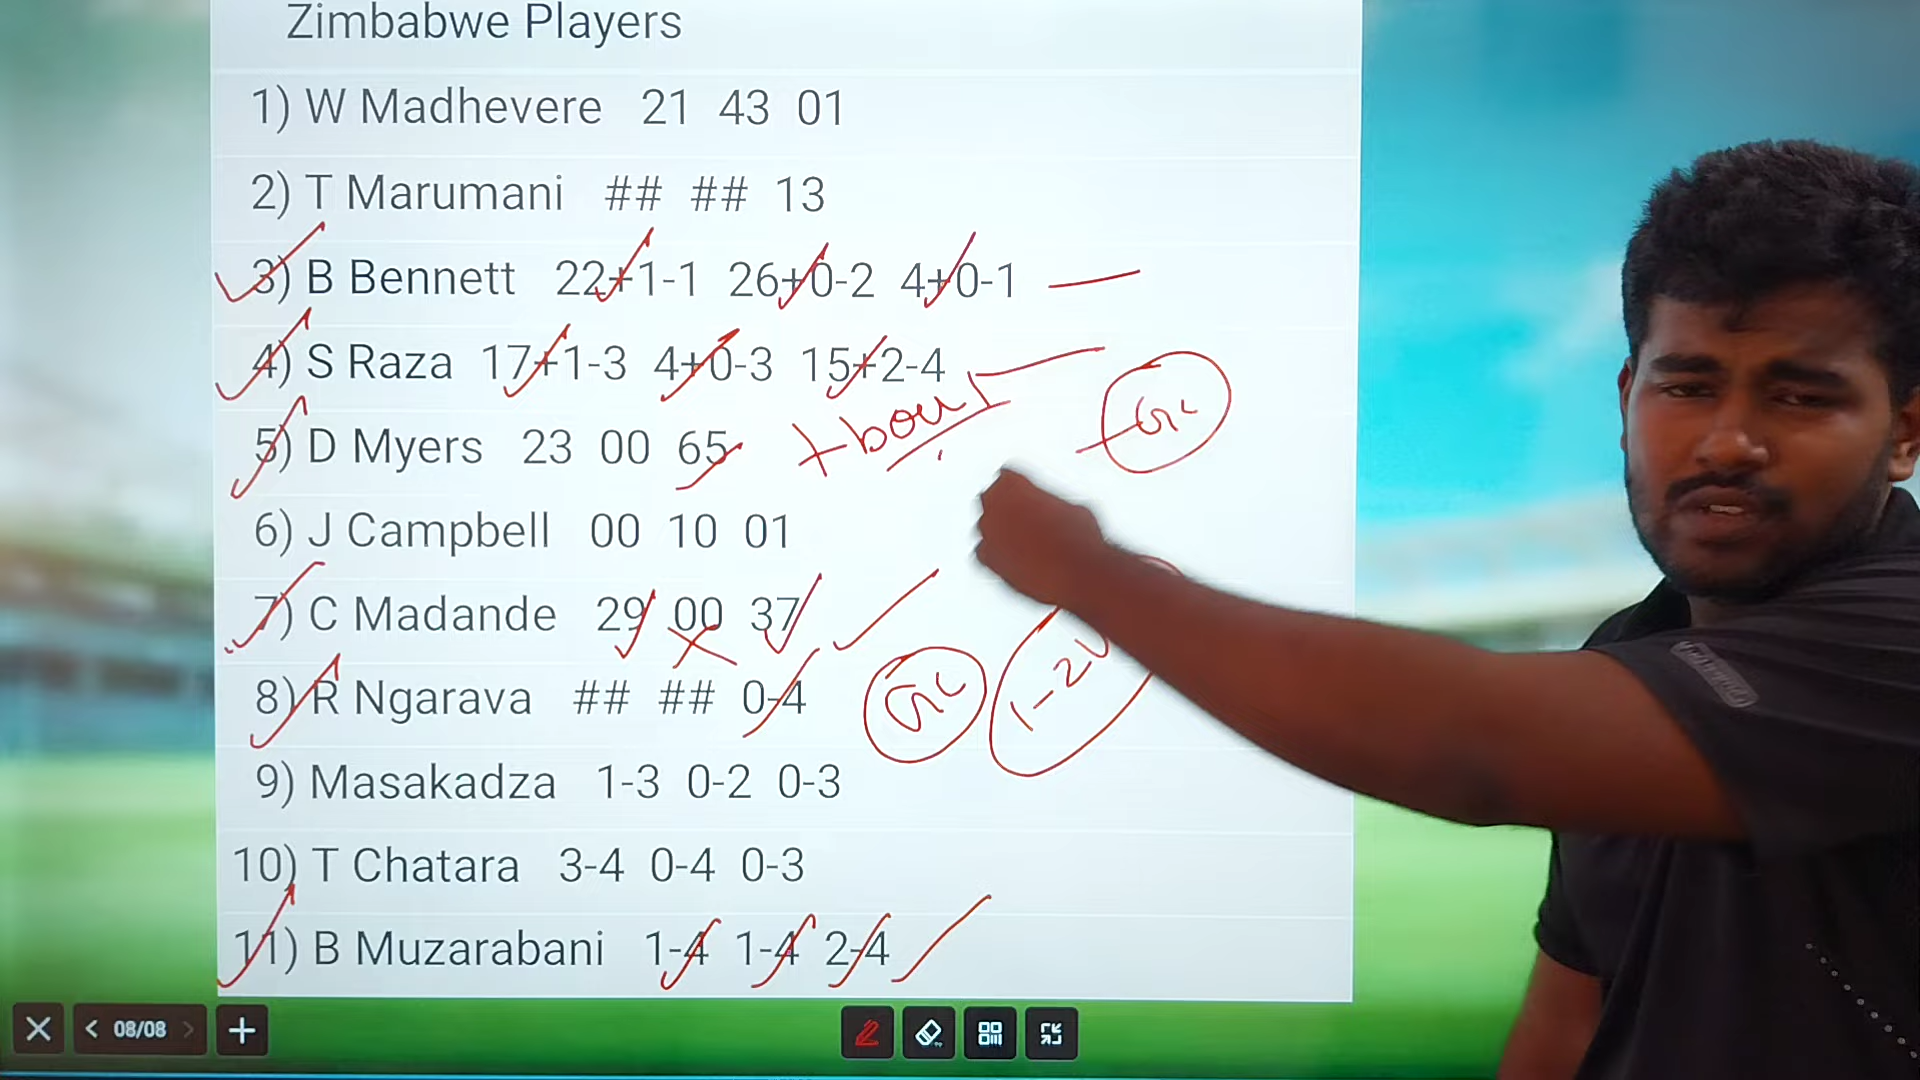 Zimbabwe Players
1) W Madhevere 21 43 01
2) T Marumani ## ## 13
3) B Bennett 22+1-1 26+0-2 4+0-1
4) S Raza 17+1-3 4+0-3 15+2-4
5) D Myers 23 00 65
6) J Campbell 00 10 01
7) C Madande 29 00 37
8) R Ngarava ## ## 0-4
9) Masakadza 1-3 0-2 0-3
10) T Chatara 3-4 0-4 0-3
11) B Muzarabani 1-4 1-4 2-4
08/08